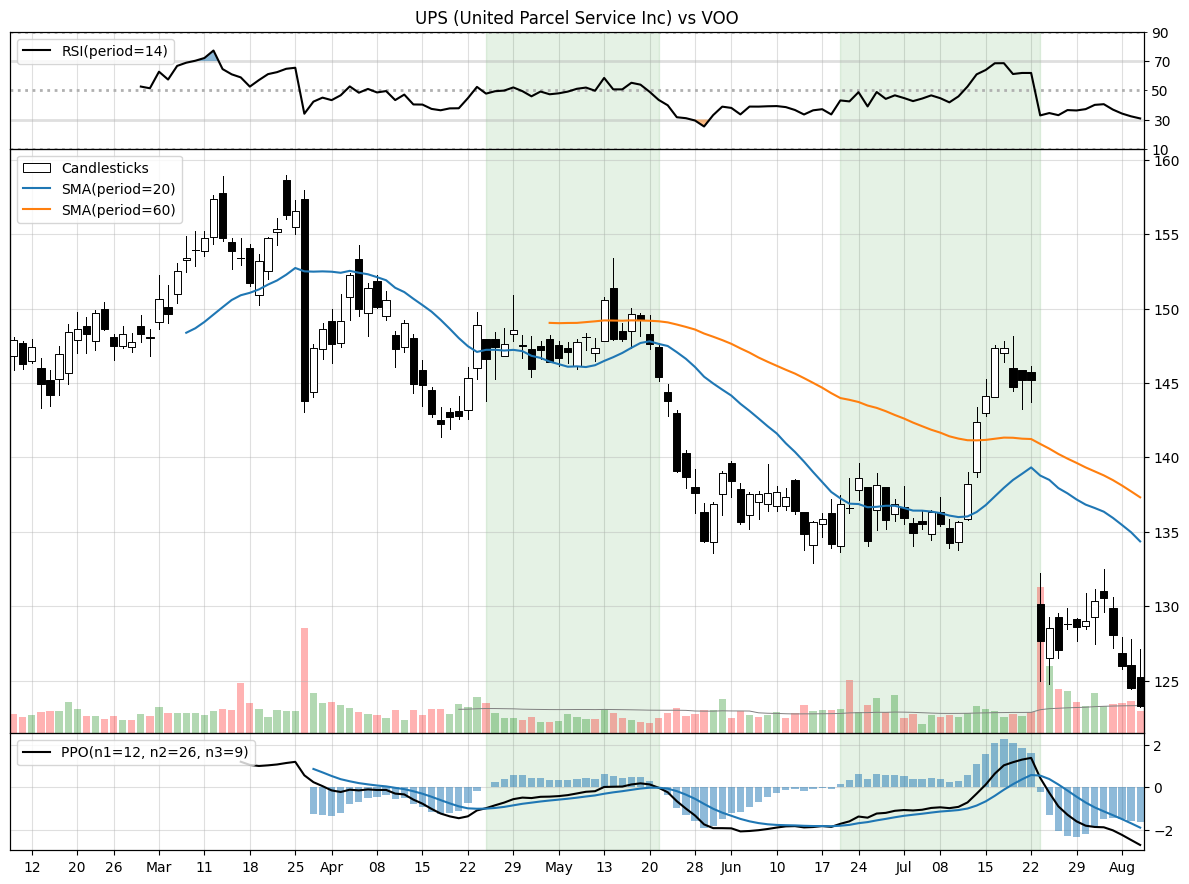 UPS (United Parcel Service Inc) vs VOO
RSI(period=14)
90
70
50
30
10
Candlesticks
SMA(period=20)
SMA(period=60)
160
155
150
145
140
135
130
125
PPO(n1=12, n2=26, n3=9)
2
0
−2
12 20 26 Mar 11 18 25 Apr 08 15 22 29 May 13 20 28 Jun 10 17 24 Jul 08 15 22 29 Aug